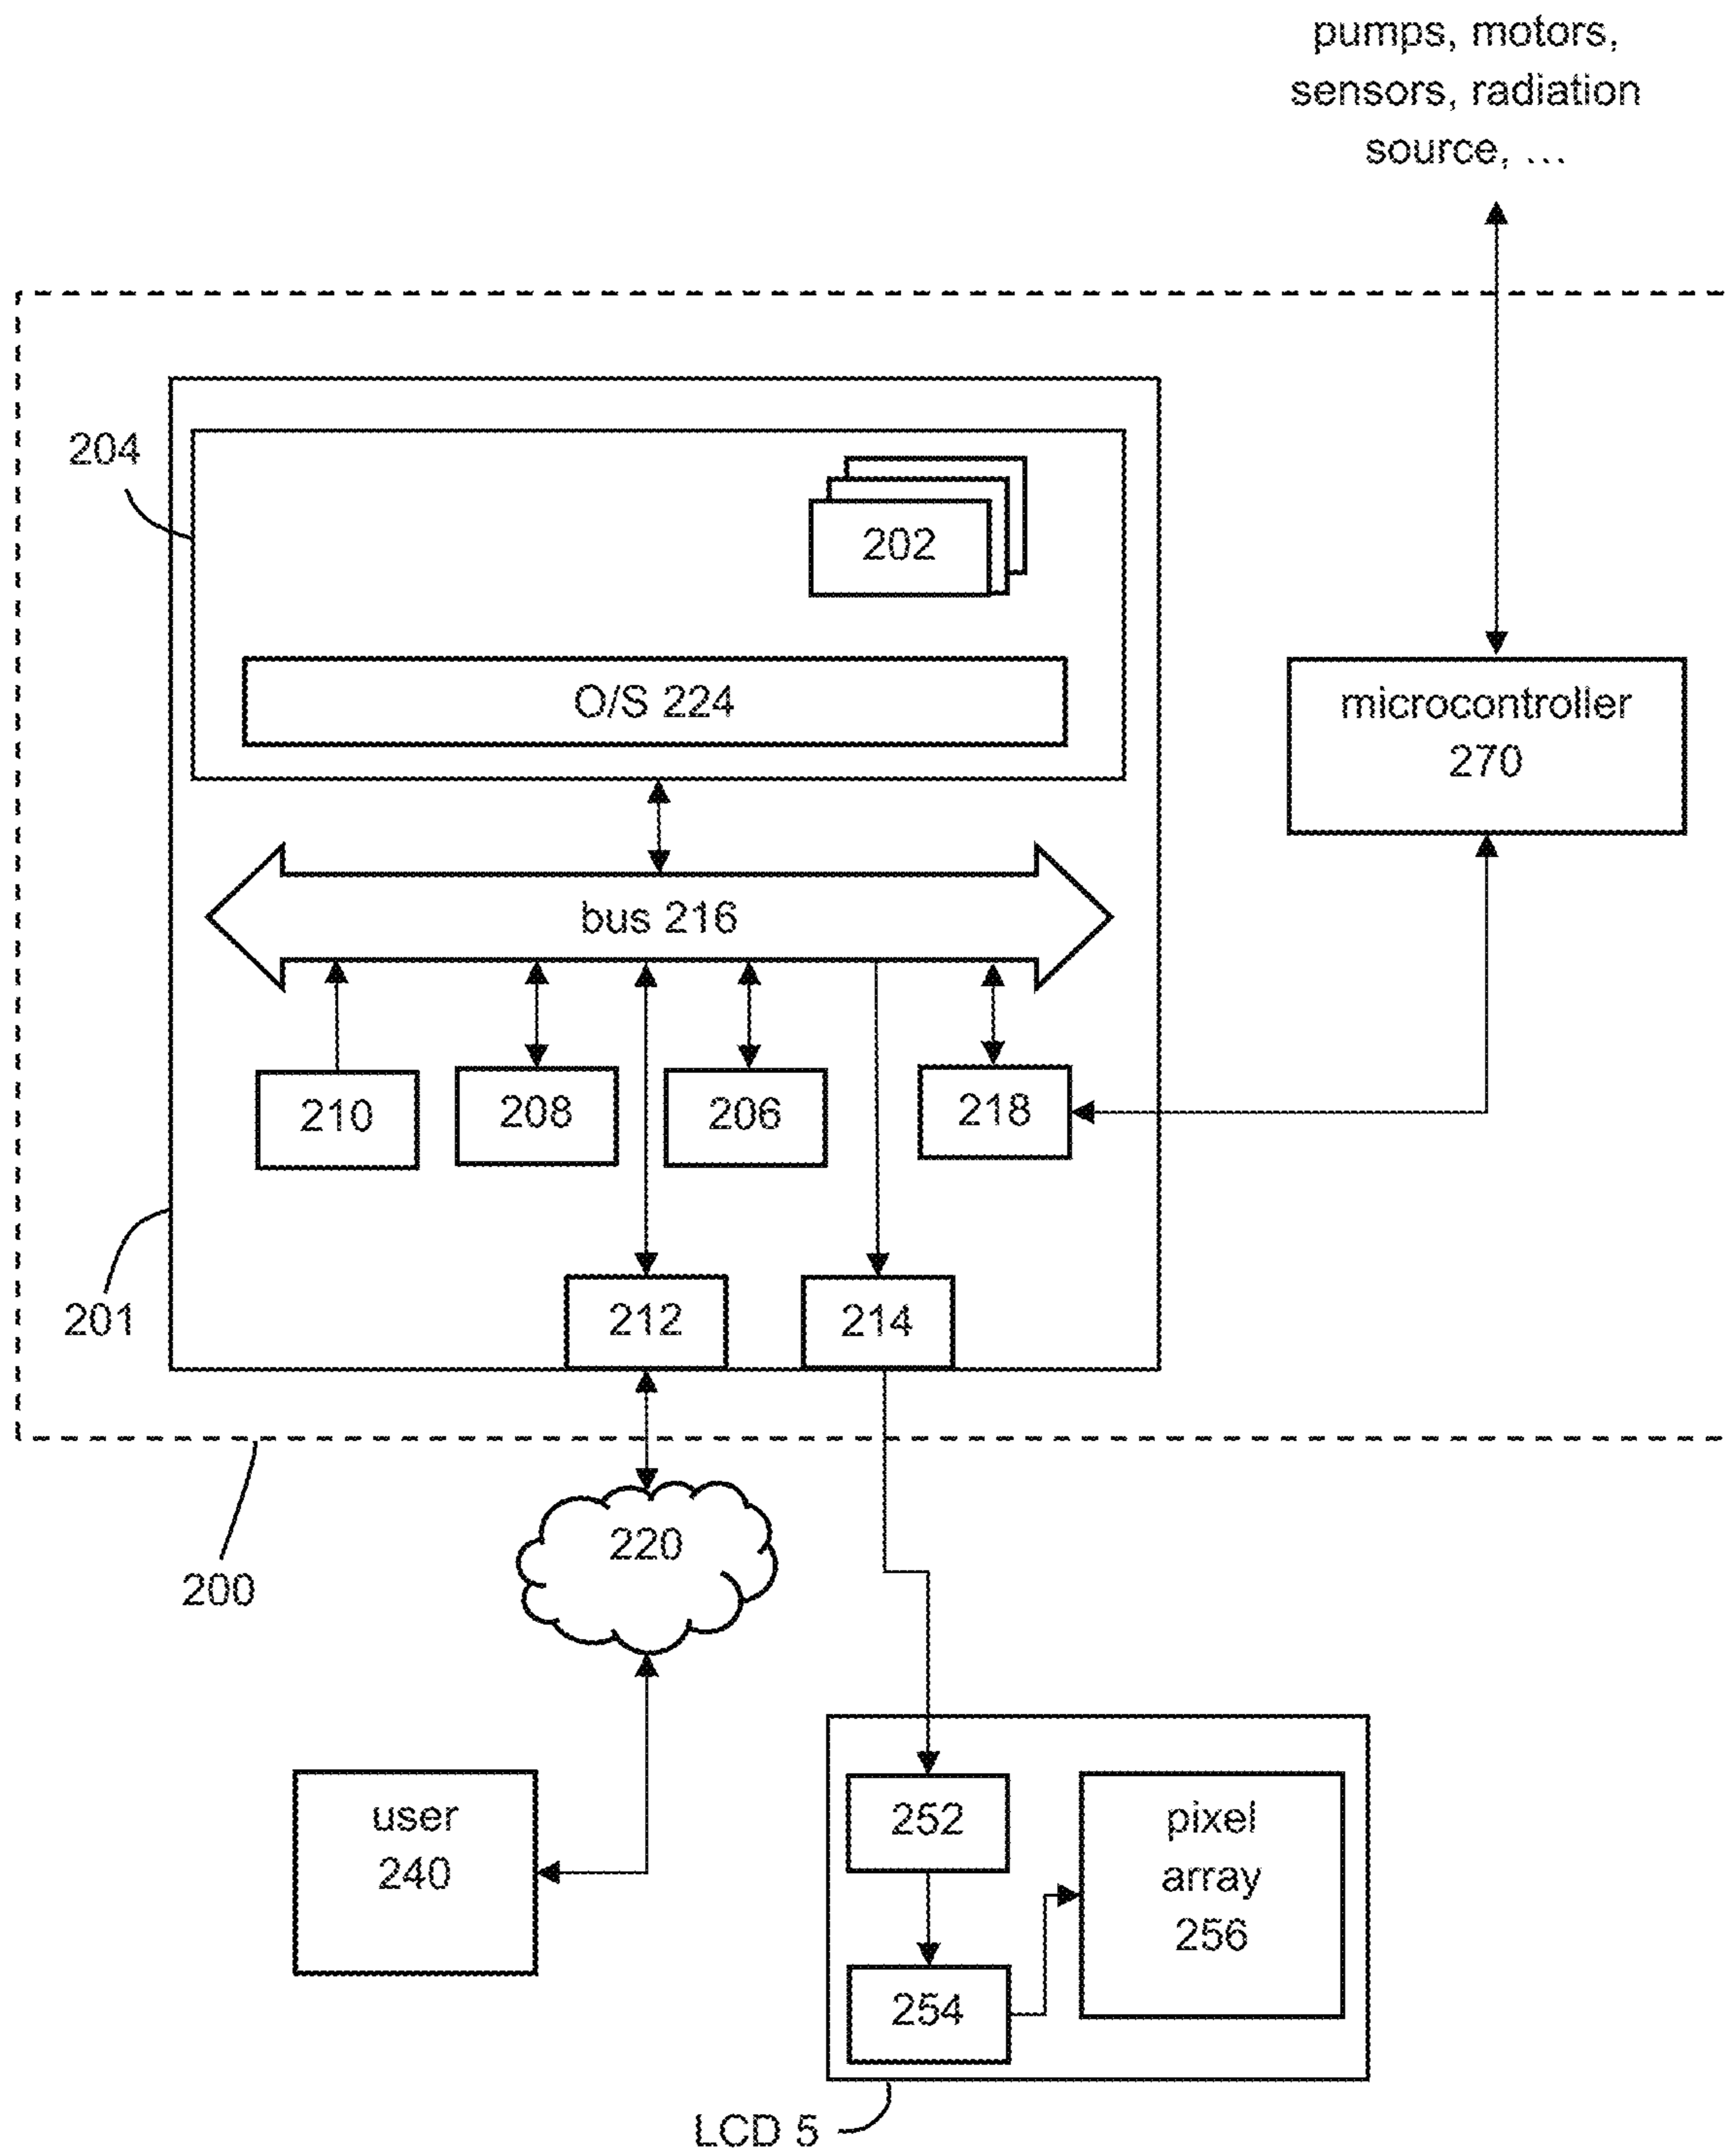 pumps, motors,
sensors, radiation
source, ...
204
202
O/S 224
microcontroller
270
bus 216
210
208
206
218
201
212
214
220
200
user
240
252
pixel
array
256
254
LCD 5